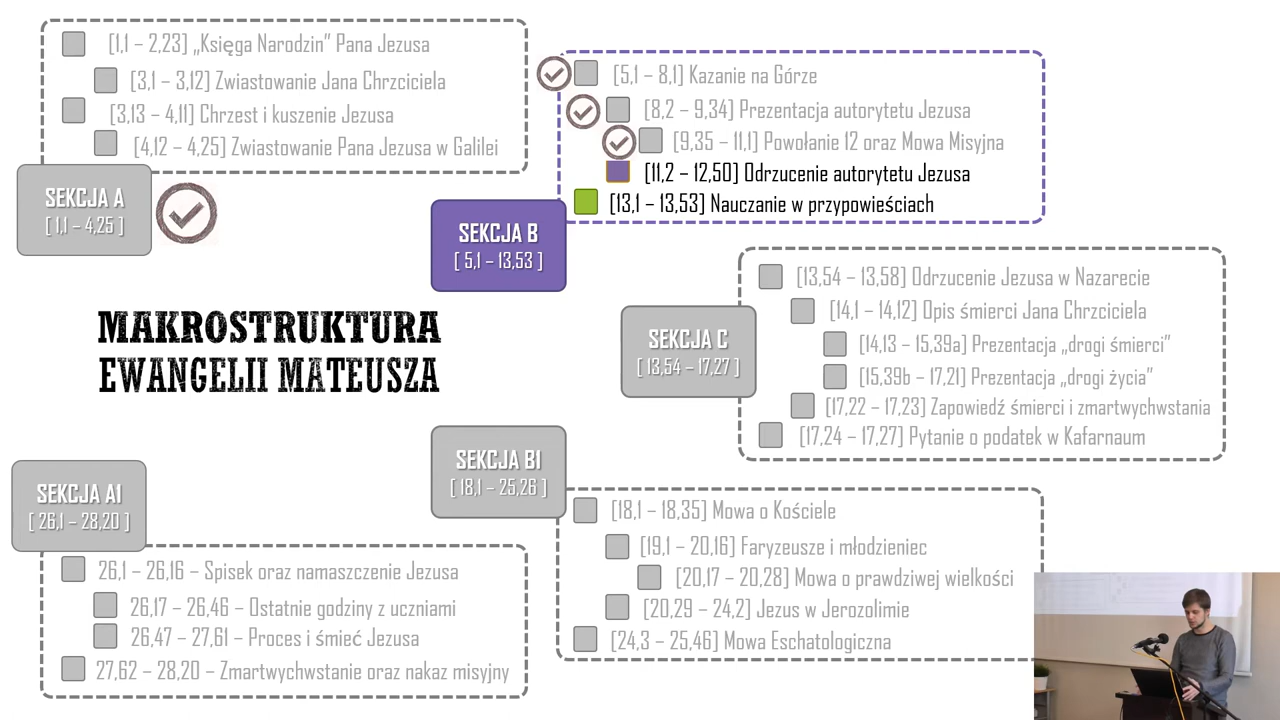 [1,1 – 2,23] „Księga Narodzin” Pana Jezusa
[3,1 – 3,12] Zwiastowanie Jana Chrzciciela
[3,13 – 4,11] Chrzest i kuszenie Jezusa
[4,12 – 4,25] Zwiastowanie Pana Jezusa w Galilei
SEKCJA A
[ 1,1 – 4,25 ]
[5,1 – 8,1] Kazanie na Górze
[8,2 – 9,34] Prezentacja autorytetu Jezusa
[9,35 – 11,1] Powołanie 12 oraz Mowa Misyjna
[11,2 – 12,50] Odrzucenie autorytetu Jezusa
[13,1 – 13,53] Nauczanie w przypowieściach
SEKCJA B
[ 5,1 – 13,53 ]
MAKROSTRUKTURA
EWANGELII MATEUSZA
SEKCJA C
[ 13,54 – 17,27 ]
[13,54 – 13,58] Odrzucenie Jezusa w Nazarecie
[14,1 – 14,12] Opis śmierci Jana Chrzciciela
[14,13 – 15,39a] Prezentacja „drogi śmierci”
[15,39b – 17,21] Prezentacja „drogi życia”
[17,22 – 17,23] Zapowiedź śmierci i zmartwychwstania
[17,24 – 17,27] Pytanie o podatek w Kafarnaum
SEKCJA B1
[ 18,1 – 25,26 ]
[18,1 – 18,35] Mowa o Kościele
[19,1 – 20,16] Faryzeusze i młodzieniec
[20,17 – 20,28] Mowa o prawdziwej wielkości
[20,29 – 24,2] Jezus w Jerozolimie
[24,3 – 25,46] Mowa Eschatologiczna
SEKCJA A1
[ 26,1 – 28,20 ]
26,1 – 26,16 – Spisek oraz namaszczenie Jezusa
26,17 – 26,46 – Ostatnie godziny z uczniami
26,47 – 27,61 – Proces i śmieć Jezusa
27,62 – 28,20 – Zmartwychwstanie oraz nakaz misyjny